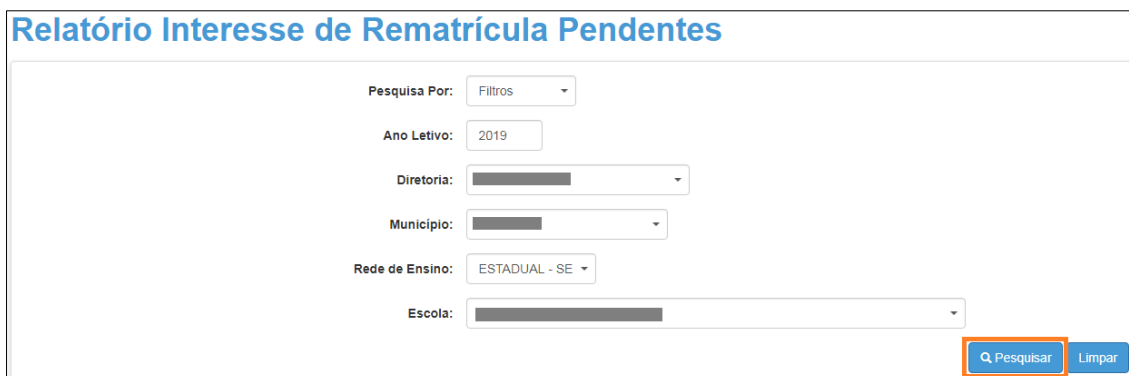 Relatório Interesse de Rematrícula Pendentes
Pesquisa Por: Filtros
Ano Letivo: 2019
Diretoria:
Município:
Rede de Ensino: ESTADUAL - SE
Escola:
Pesquisar Limpar